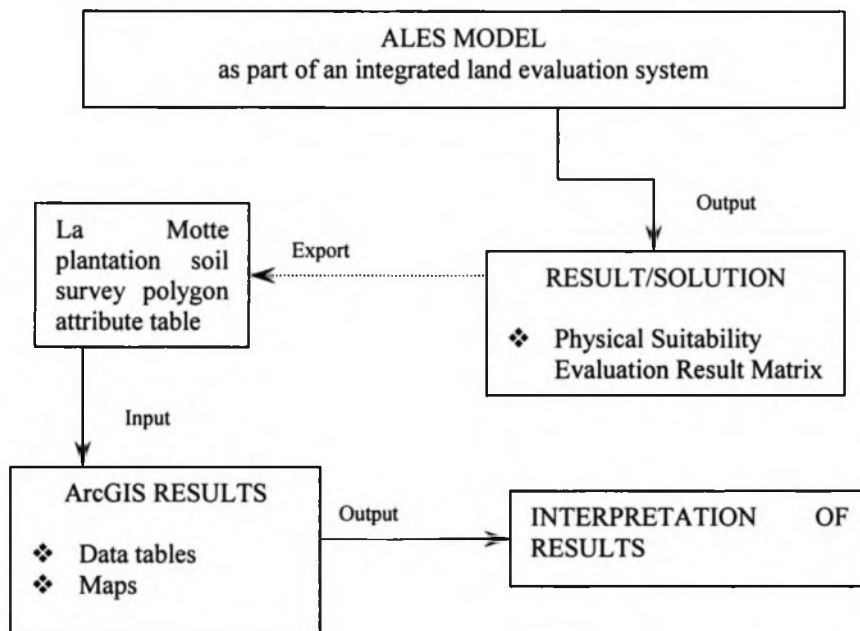 ALES MODEL
as part of an integrated land evaluation system
Output
La Motte
plantation soil
survey polygon
attribute table
Export
RESULT/SOLUTION
❖ Physical Suitability
Evaluation Result Matrix
Input
ArcGIS RESULTS
❖ Data tables
❖ Maps
Output
INTERPRETATION OF
RESULTS